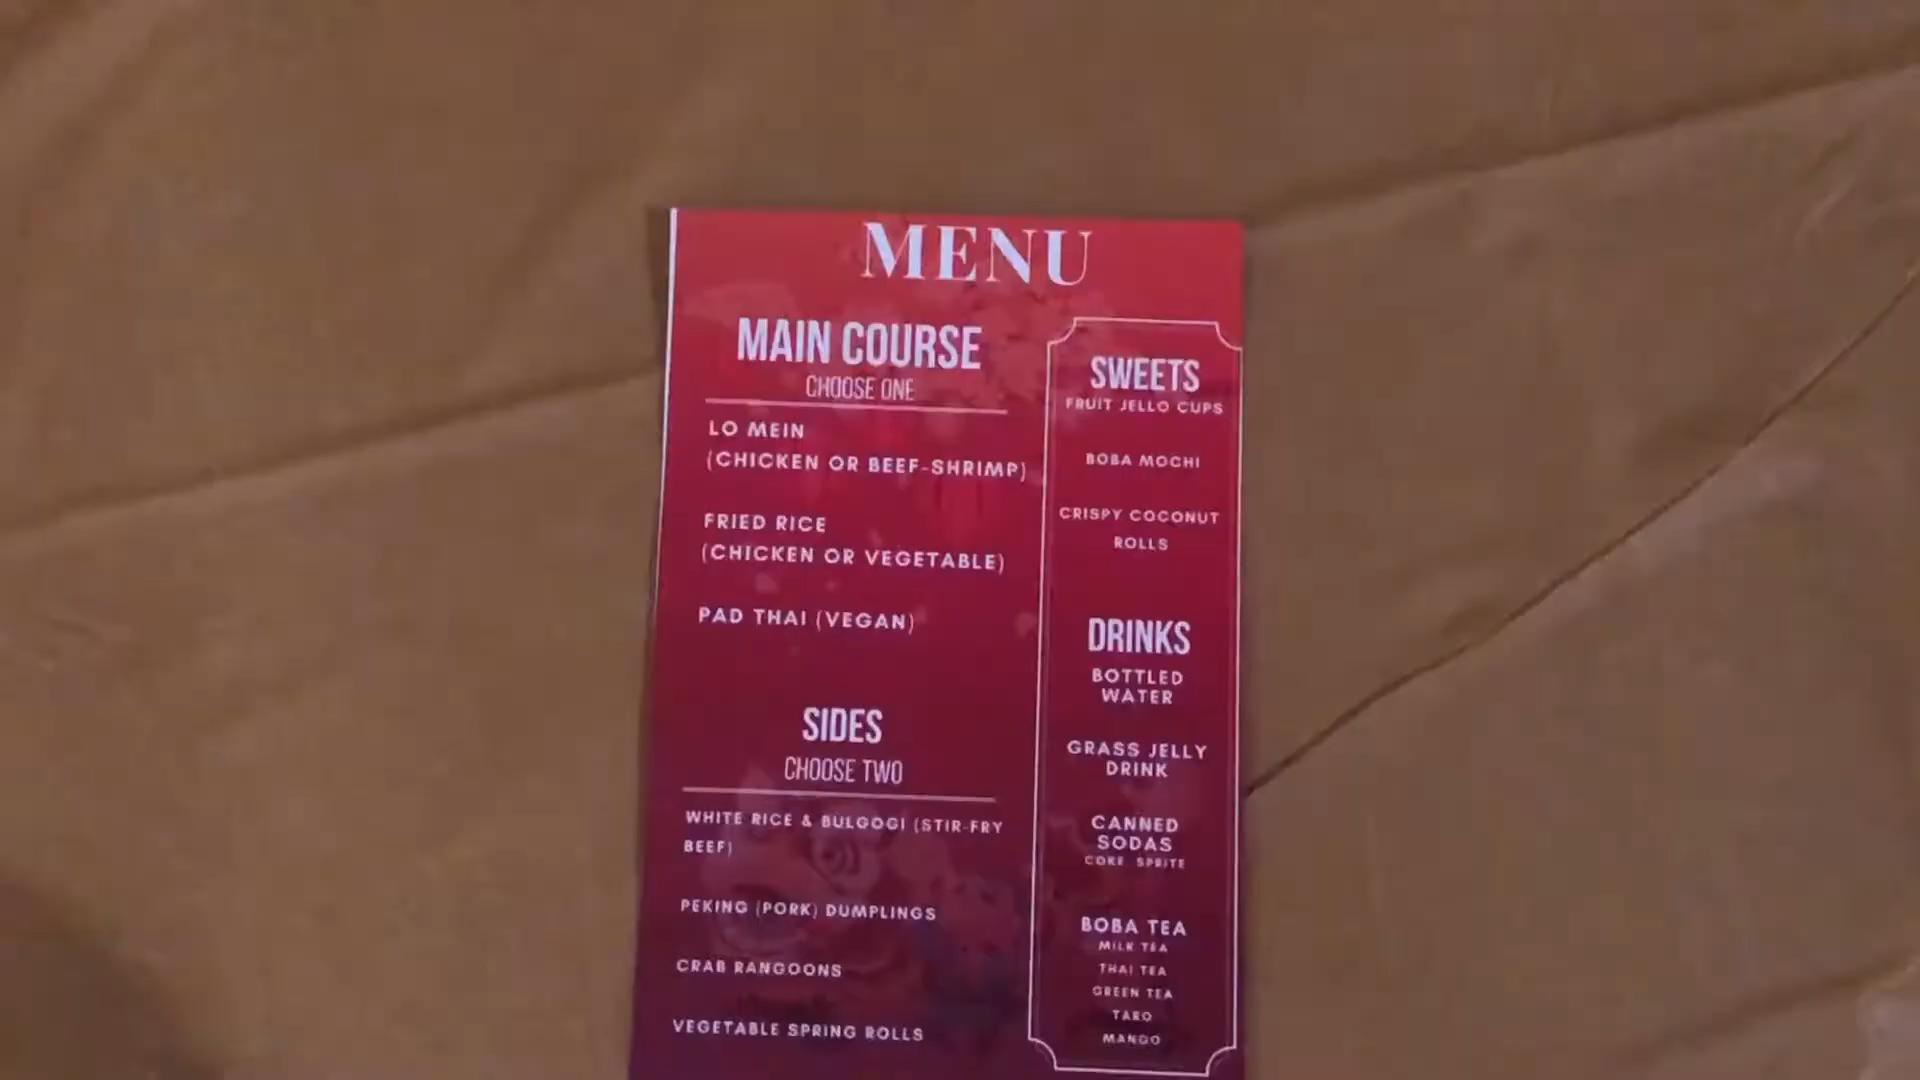 MENU
MAIN COURSE
CHOOSE ONE
LO MEIN
(CHICKEN OR BEEF-SHRIMP)
FRIED RICE
(CHICKEN OR VEGETABLE)
PAD THAI (VEGAN)
SIDES
CHOOSE TWO
WHITE RICE & BULGOGI (STIR-FRY
BEEF)
PEKING (PORK) DUMPLINGS
CRAB RANGOONS
VEGETABLE SPRING ROLLS
SWEETS
FRUIT JELLO CUPS
BOBA MOCHI
CRISPY COCONUT
ROLLS
DRINKS
BOTTLED
WATER
GRASS JELLY
DRINK
CANNED
SODAS
COKE SPRITE
BOBA TEA
MILK TEA
THAI TEA
GREEN TEA
TARO
MANGO